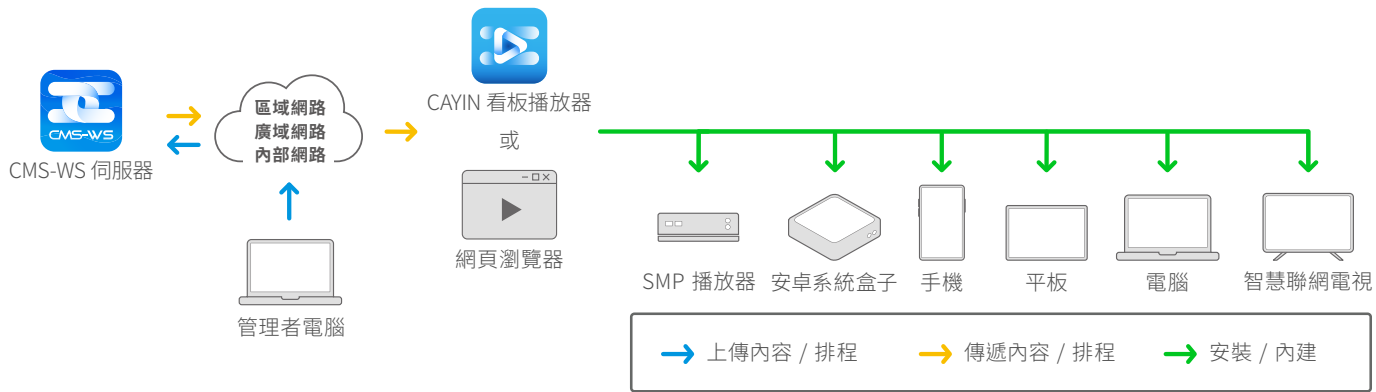 CMS-WS
CMS-WS 伺服器
區域網路
廣域網路
內部網路
管理者電腦
CAYIN 看板播放器
或
網頁瀏覽器
SMP 播放器
安卓系統盒子
手機
平板
電腦
智慧聯網電視
上傳內容 / 排程
傳遞內容 / 排程
安裝 / 內建